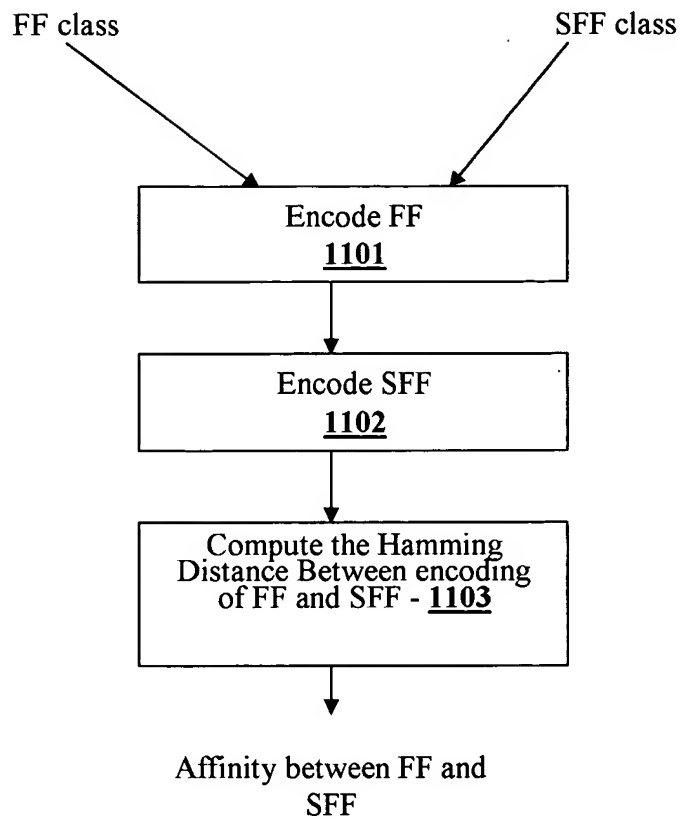 FF class
SFF class
Encode FF
1101
Encode SFF
1102
Compute the Hamming
Distance Between encoding
of FF and SFF - 1103
Affinity between FF and
SFF